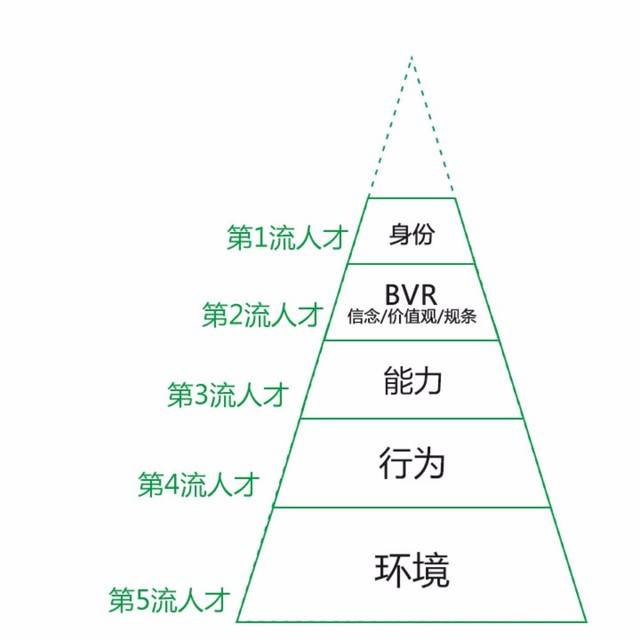 第1流人才
身份
第2流人才
BVR
信念/价值观/规条
第3流人才
能力
第4流人才
行为
第5流人才
环境